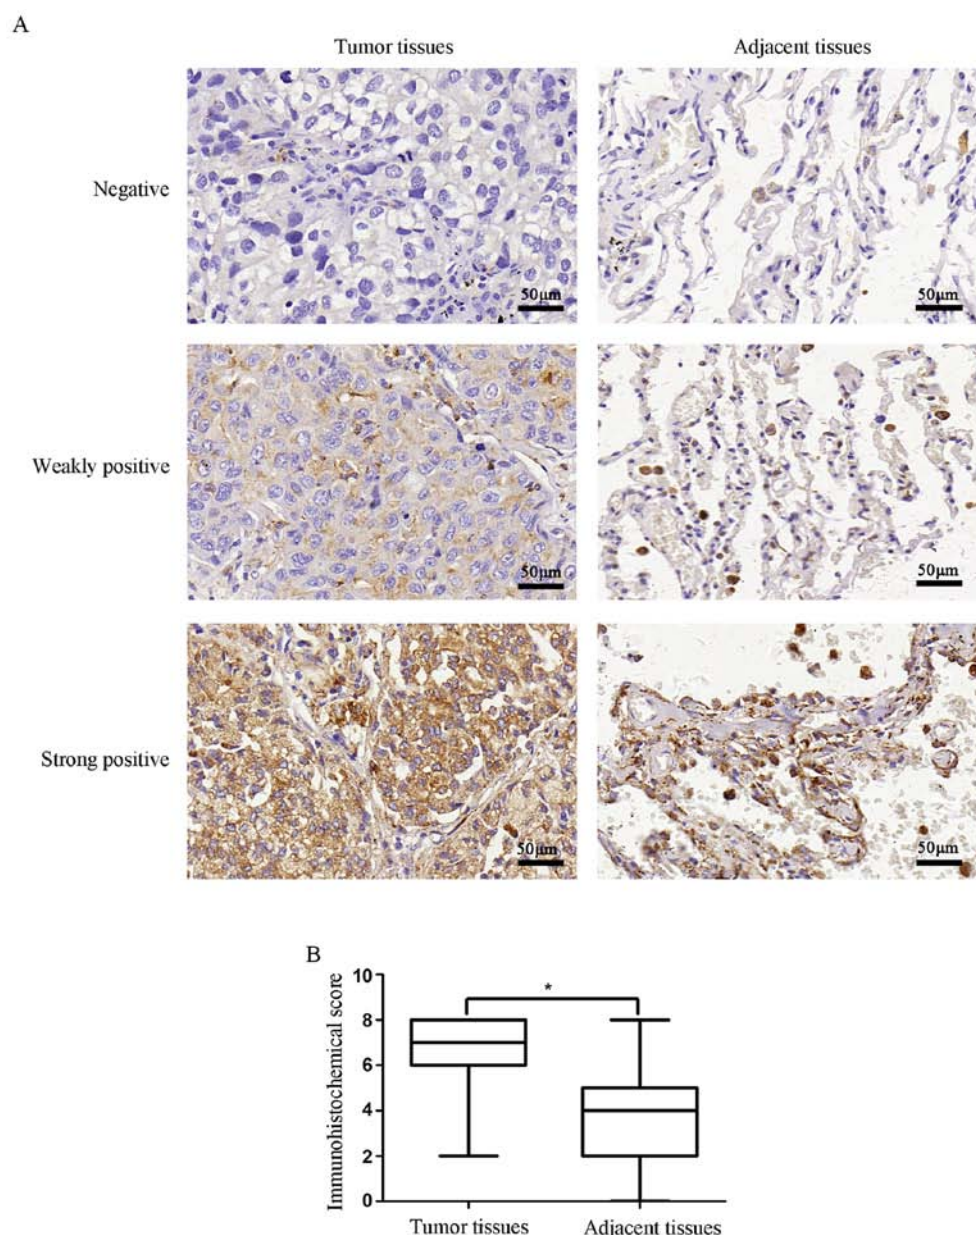 A
Tumor tissues Adjacent tissues
Negative
50μm 50μm
Weakly positive
50μm 50μm
Strong positive
50μm 50μm
B
Immunohistochemical score
10
8
6
4
2
0
*
Tumor tissues Adjacent tissues